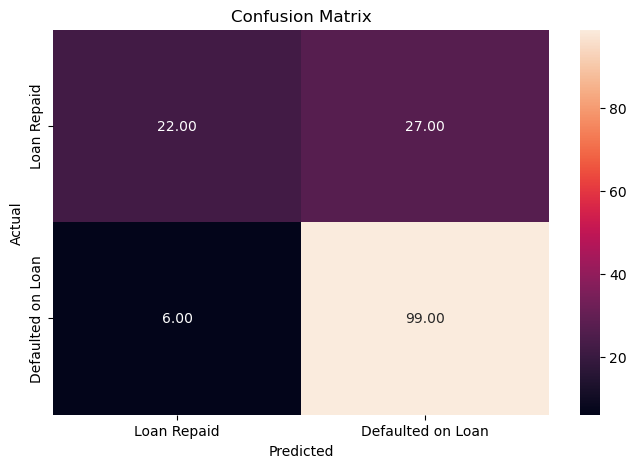 Confusion Matrix
Actual
Loan Repaid
22.00
27.00
Defaulted on Loan
6.00
99.00
Loan Repaid
Defaulted on Loan
Predicted
80
60
40
20